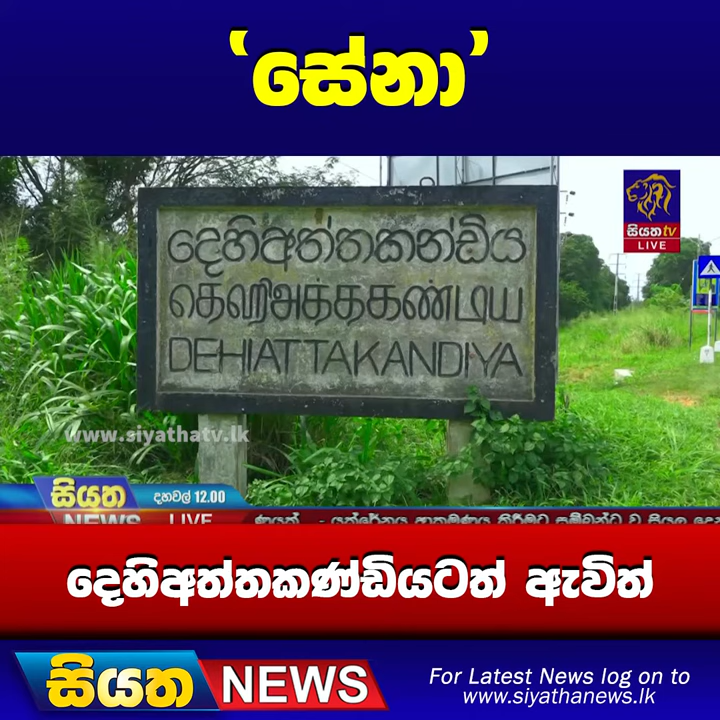 ‘සේනා’
සියත tv
LIVE
දෙහිඅත්තකන්ඩිය
தெஹிஅத்தகண்டிய
DEHIATTAKANDIYA
www.siyathatv.lk
සියත
NEWS
දහවල් 12.00
LIVE
දෙහිඅත්තකණ්ඩියටත් ඇවිත්
සියත NEWS
For Latest News log on to
www.siyathanews.lk